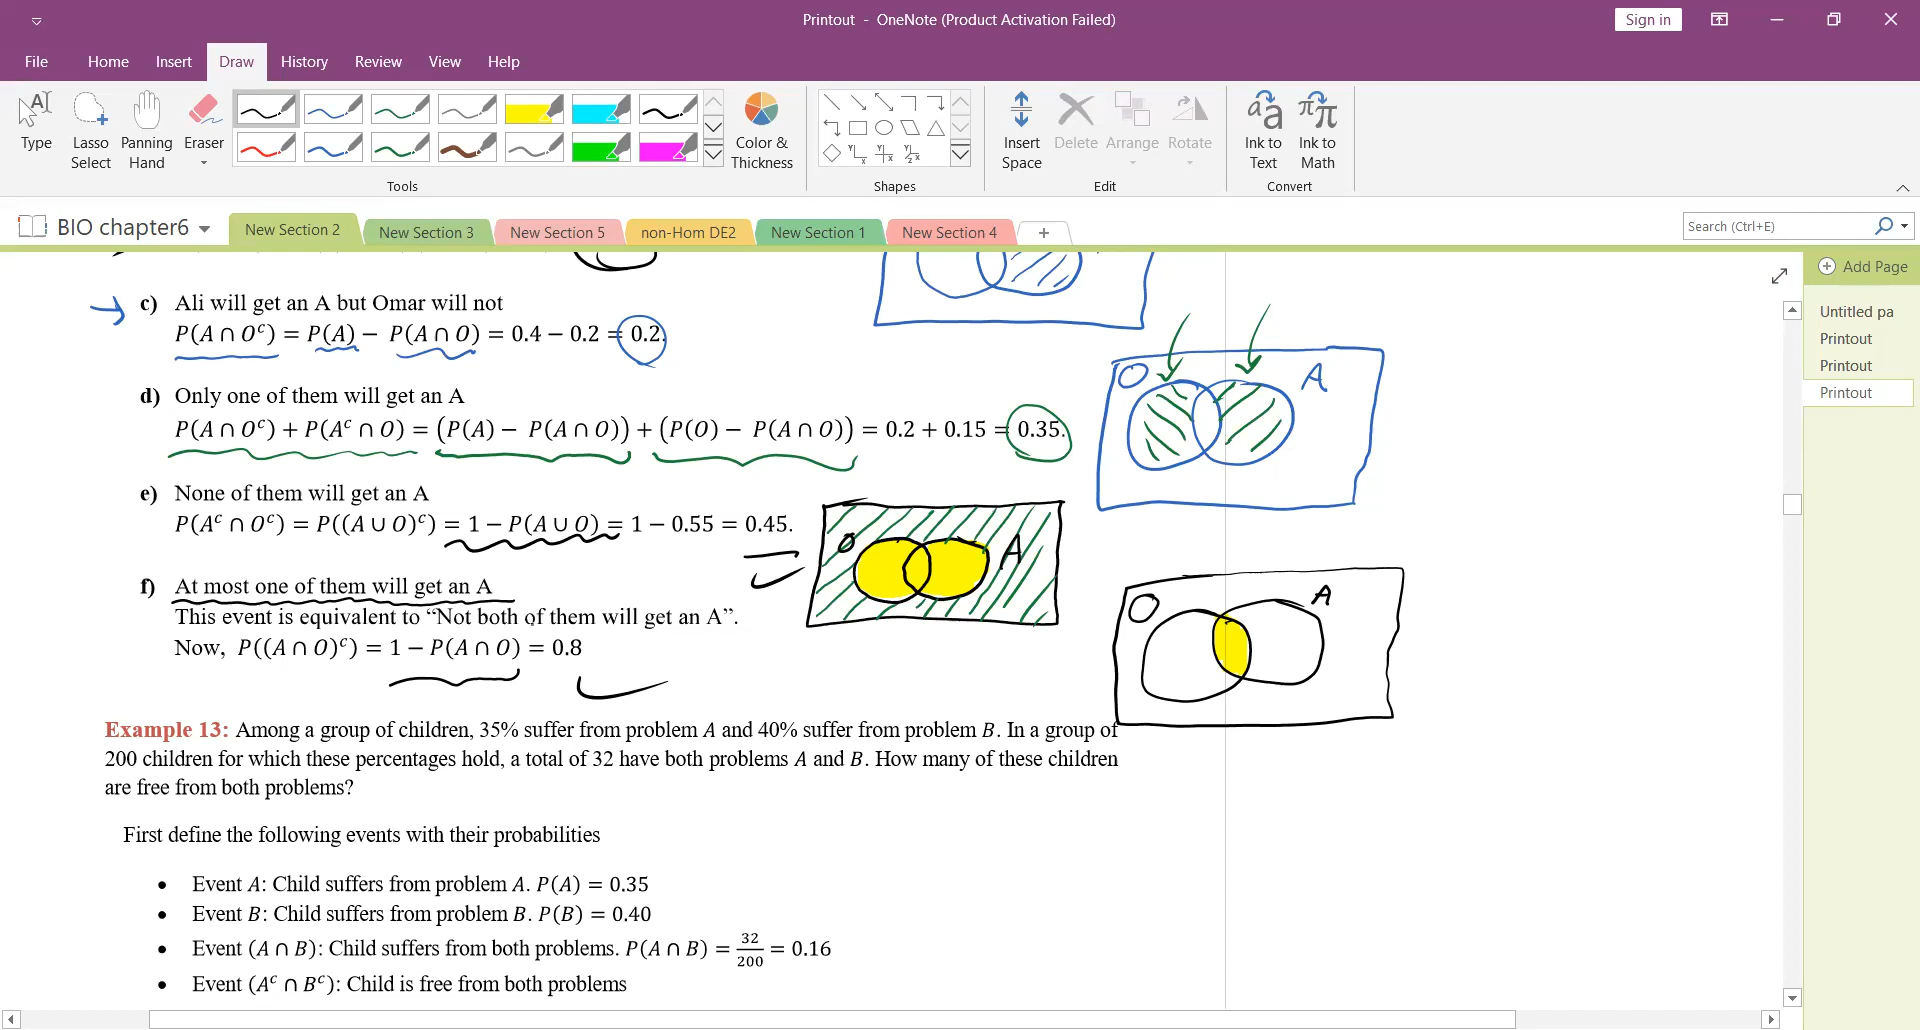 Printout - OneNote (Product Activation Failed)
Sign in
File Home Insert Draw History Review View Help
Type
Lasso Select
Panning Hand
Eraser
Color & Thickness
Insert Space
Delete
Arrange
Rotate
Ink to Text
Ink to Math
Tools
Shapes
Edit
Convert
BIO chapter6
New Section 2
New Section 3
New Section 5
non-Hom DE2
New Section 1
New Section 4
Search (Ctrl+E)
Add Page
Untitled pa
Printout
Printout
Printout
c) Ali will get an A but Omar will not
P(A ∩ Oᶜ) = P(A) − P(A ∩ O) = 0.4 − 0.2 = 0.2.
O A
d) Only one of them will get an A
P(A ∩ Oᶜ) + P(Aᶜ ∩ O) = (P(A) − P(A ∩ O)) + (P(O) − P(A ∩ O)) = 0.2 + 0.15 = 0.35.
e) None of them will get an A
P(Aᶜ ∩ Oᶜ) = P((A ∪ O)ᶜ) = 1 − P(A ∪ O) = 1 − 0.55 = 0.45.
O A
f) At most one of them will get an A
This event is equivalent to “Not both of them will get an A”.
Now, P((A ∩ O)ᶜ) = 1 − P(A ∩ O) = 0.8
O A
Example 13: Among a group of children, 35% suffer from problem A and 40% suffer from problem B. In a group of
200 children for which these percentages hold, a total of 32 have both problems A and B. How many of these children
are free from both problems?
First define the following events with their probabilities
• Event A: Child suffers from problem A. P(A) = 0.35
• Event B: Child suffers from problem B. P(B) = 0.40
• Event (A ∩ B): Child suffers from both problems. P(A ∩ B) = 32/200 = 0.16
• Event (Aᶜ ∩ Bᶜ): Child is free from both problems